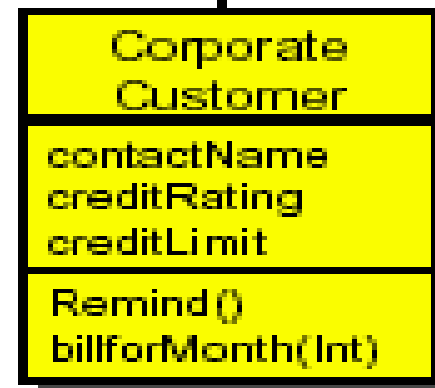 Corporate
Customer
contactName
creditRating
creditLimit
Remind()
billforMonth(Int)